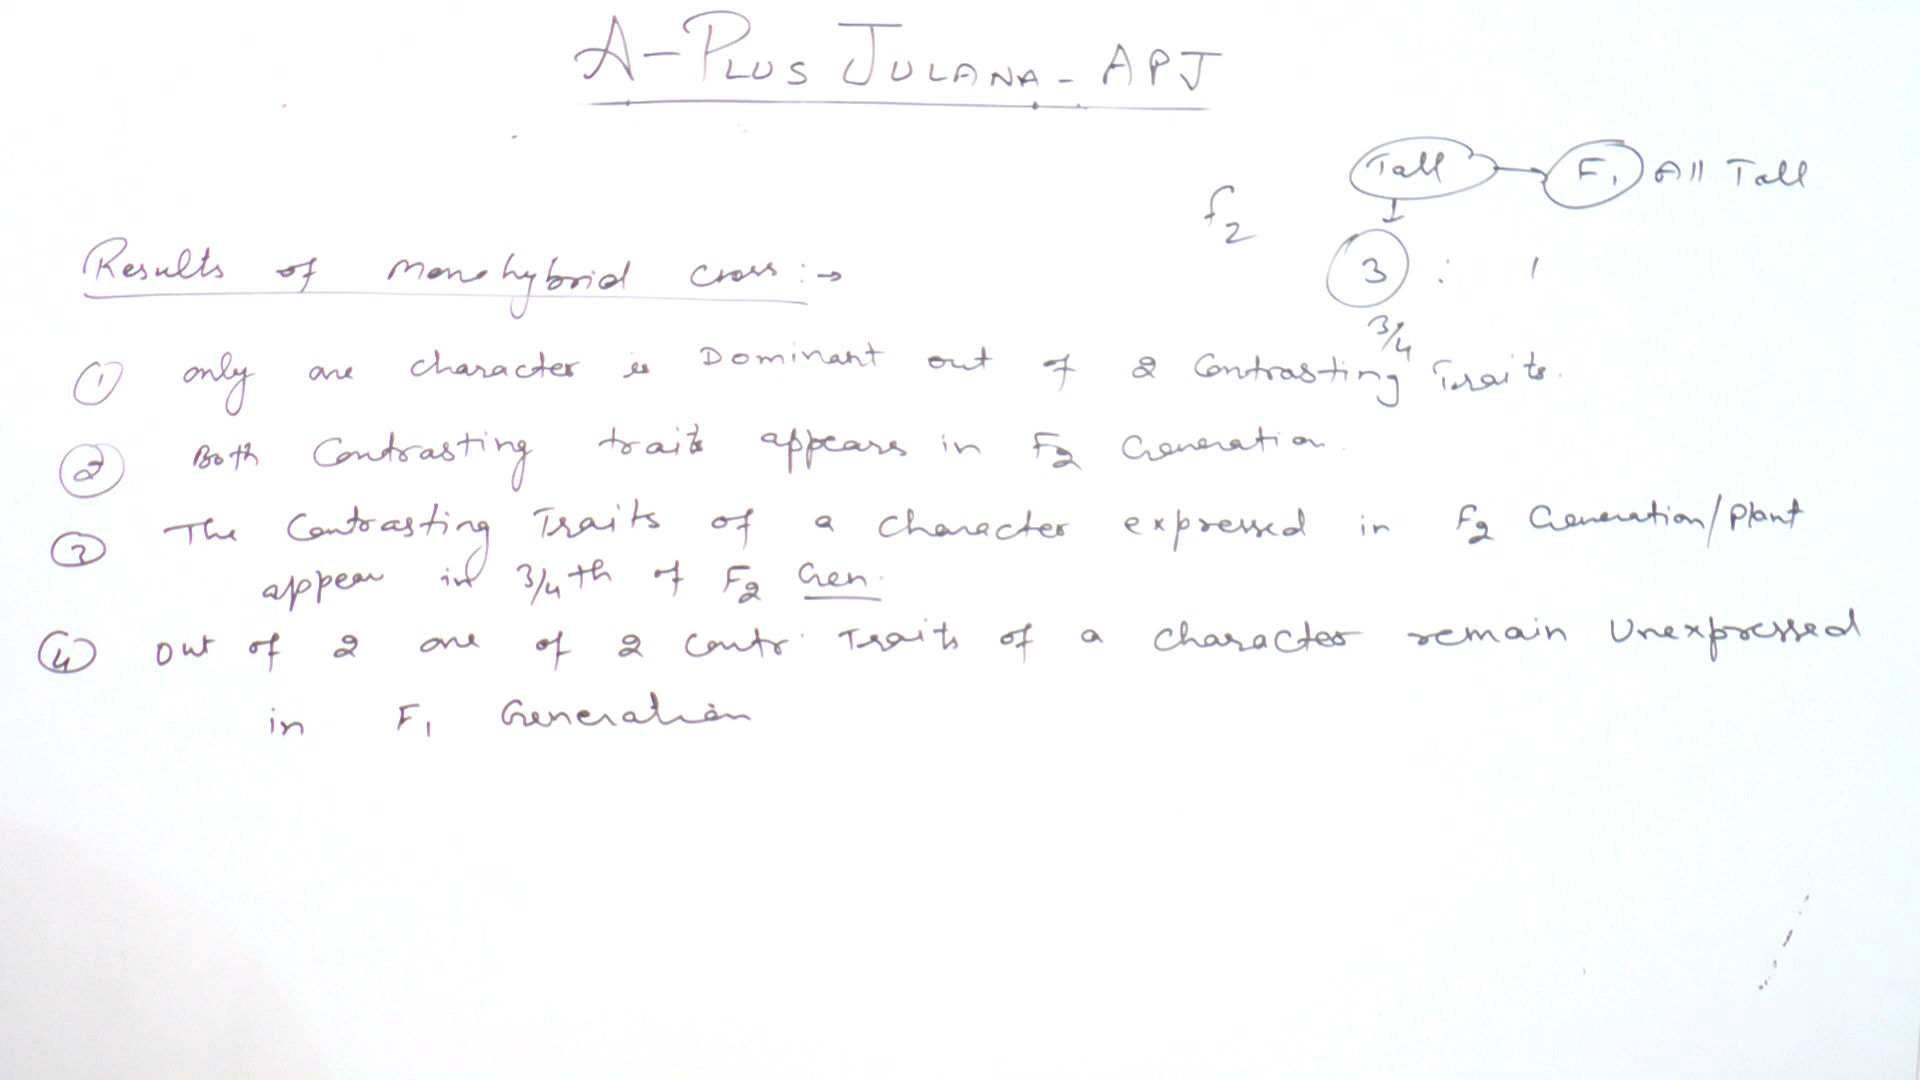 A-PLUS JULANA - APJ
Tall F1 All Tall
f2
3 : 1
3/4
Results of monohybrid cross :→
① only one character is Dominant out of 2 Contrasting Traits.
② Both Contrasting traits appears in F2 Generation.
③ The Contrasting Traits of a character expressed in F2 Generation/Plant
appear in 3/4th of F2 Gen.
④ out of 2 one of 2 contr. Traits of a character remain Unexpressed
in F1 Generation